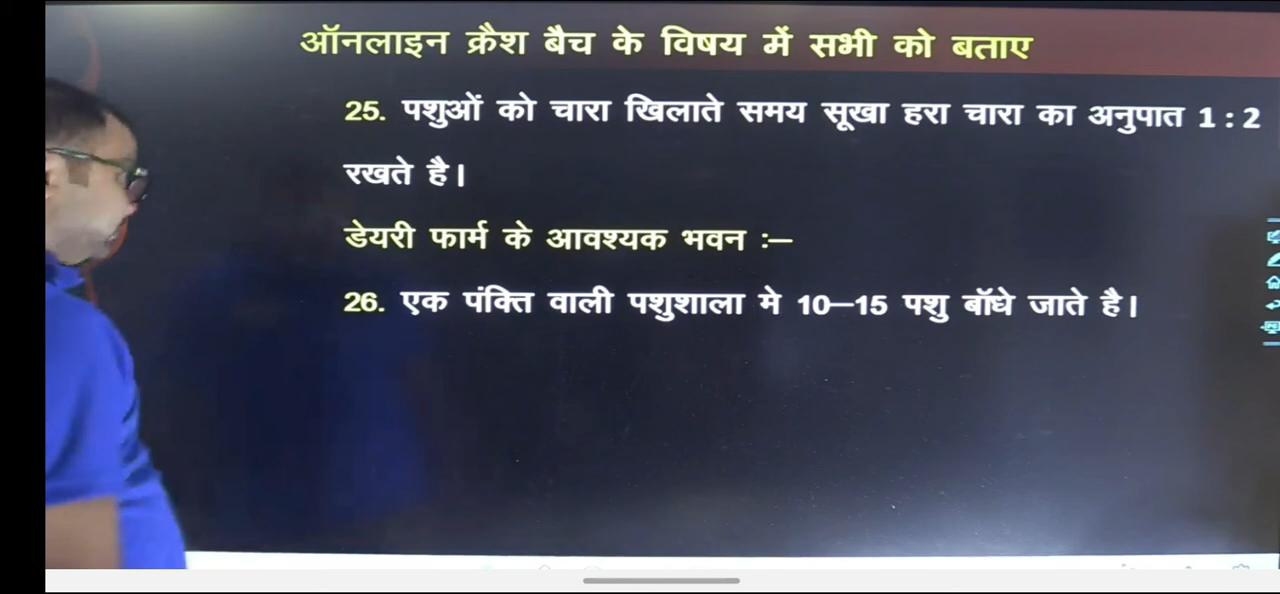 ऑनलाइन क्रैश बैच के विषय में सभी को बताए
25. पशुओं को चारा खिलाते समय सूखा हरा चारा का अनुपात 1 : 2
रखते है।
डेयरी फार्म के आवश्यक भवन :–
26. एक पंक्ति वाली पशुशाला मे 10–15 पशु बॉधे जाते है।